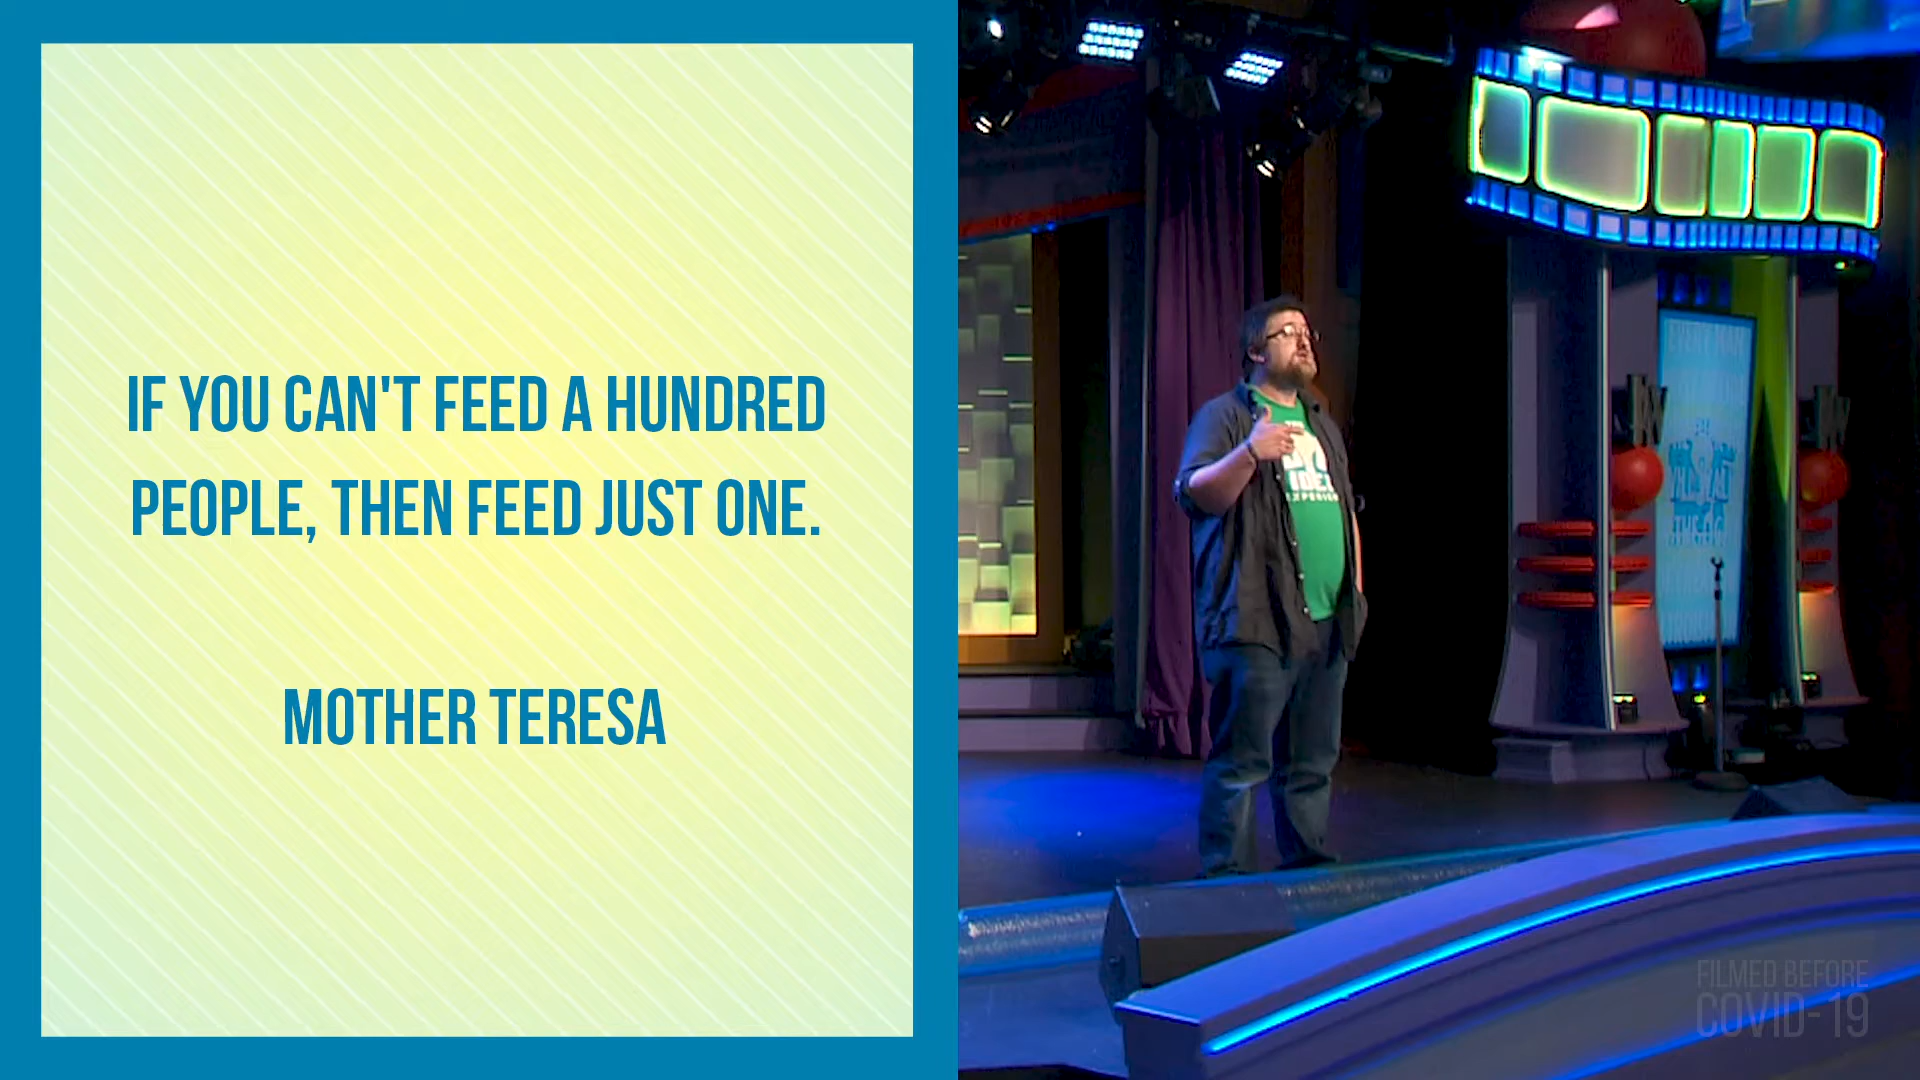 IF YOU CAN'T FEED A HUNDRED
PEOPLE, THEN FEED JUST ONE.
MOTHER TERESA
FILMED BEFORE
COVID-19